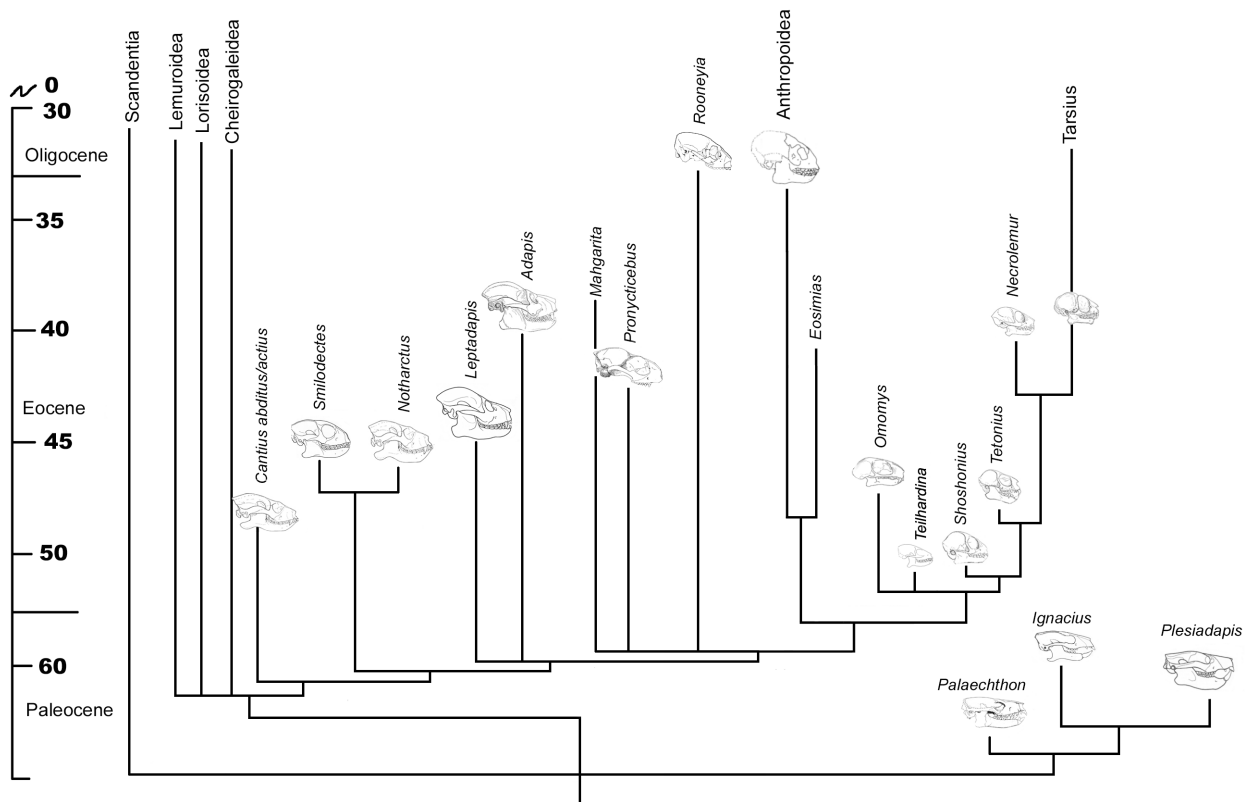 0
30
Oligocene
35
40
Eocene
45
50
60
Paleocene
Scandentia
Lemuroidea
Lorisoidea
Cheirogaleidea
Cantius abditus/actius
Smilodectes
Notharctus
Leptadapis
Adapis
Mahgarita
Pronycticebus
Rooneyia
Anthropoidea
Eosimias
Omomys
Teilhardina
Shoshonius
Tetonius
Necrolemur
Tarsius
Palaechthon
Ignacius
Plesiadapis